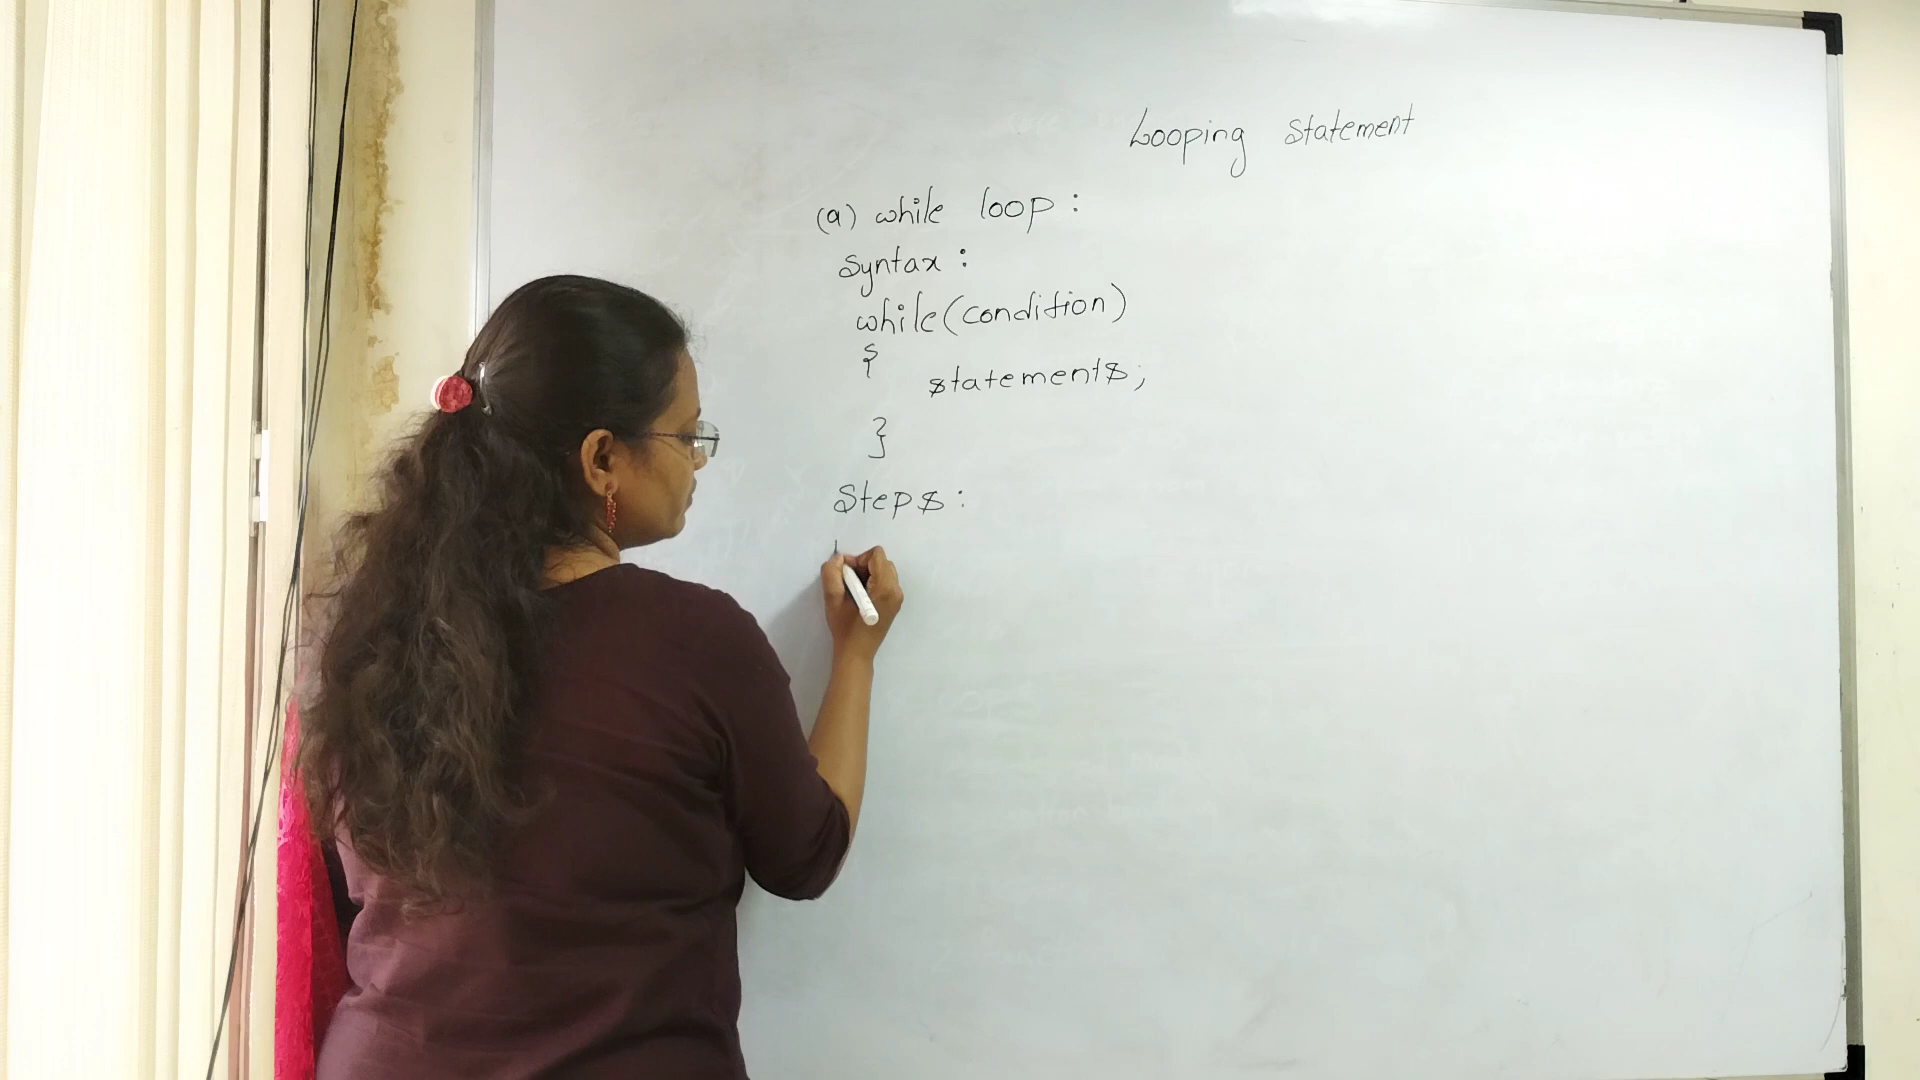 Looping Statement
(a) while loop :
Syntax :
while(condition)
{
statements;
}
Steps :